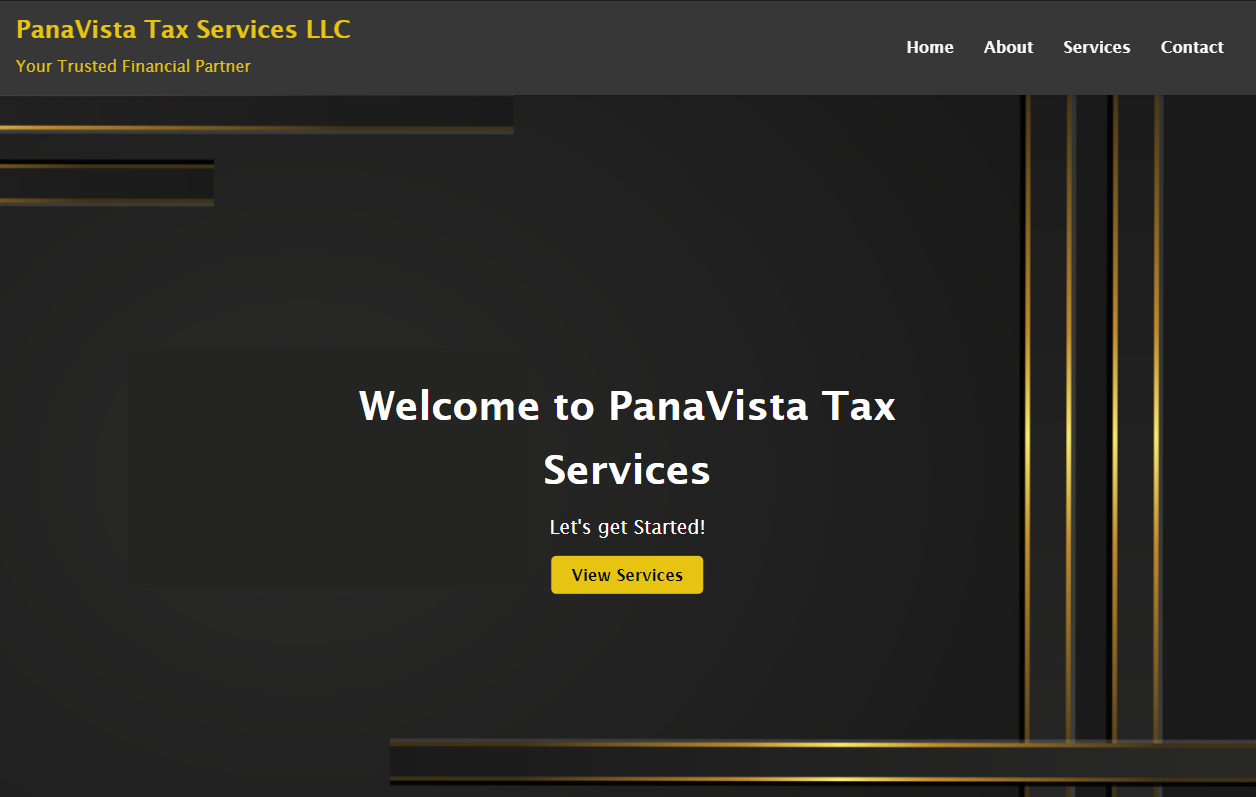 PanaVista Tax Services LLC
Your Trusted Financial Partner
Home About Services Contact
Welcome to PanaVista Tax
Services
Let's get Started!
View Services